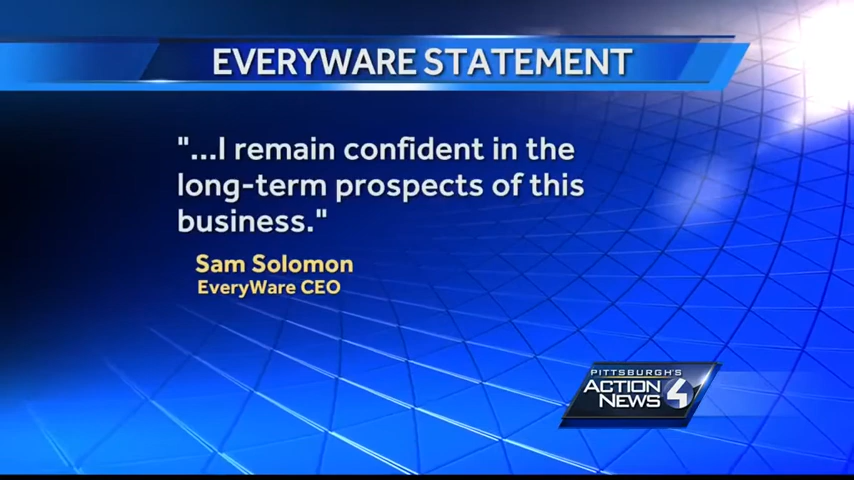 EVERYWARE STATEMENT
"...I remain confident in the
long-term prospects of this
business."
Sam Solomon
EveryWare CEO
PITTSBURGH'S
ACTION 4
NEWS